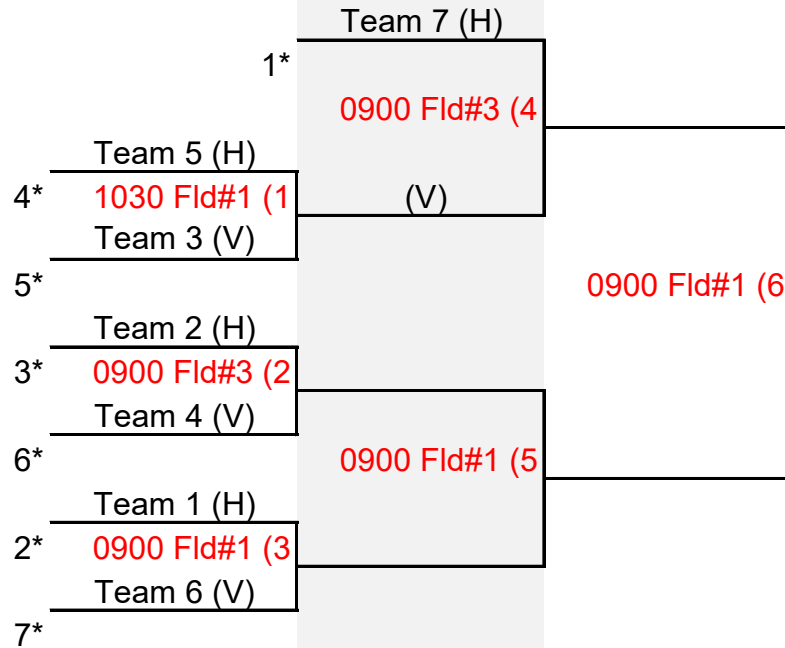 Team 7 (H)
1*
0900 Fld#3 (4
Team 5 (H)
4*
1030 Fld#1 (1
(V)
Team 3 (V)
5*
0900 Fld#1 (6
Team 2 (H)
3*
0900 Fld#3 (2
Team 4 (V)
6*
0900 Fld#1 (5
Team 1 (H)
2*
0900 Fld#1 (3
Team 6 (V)
7*